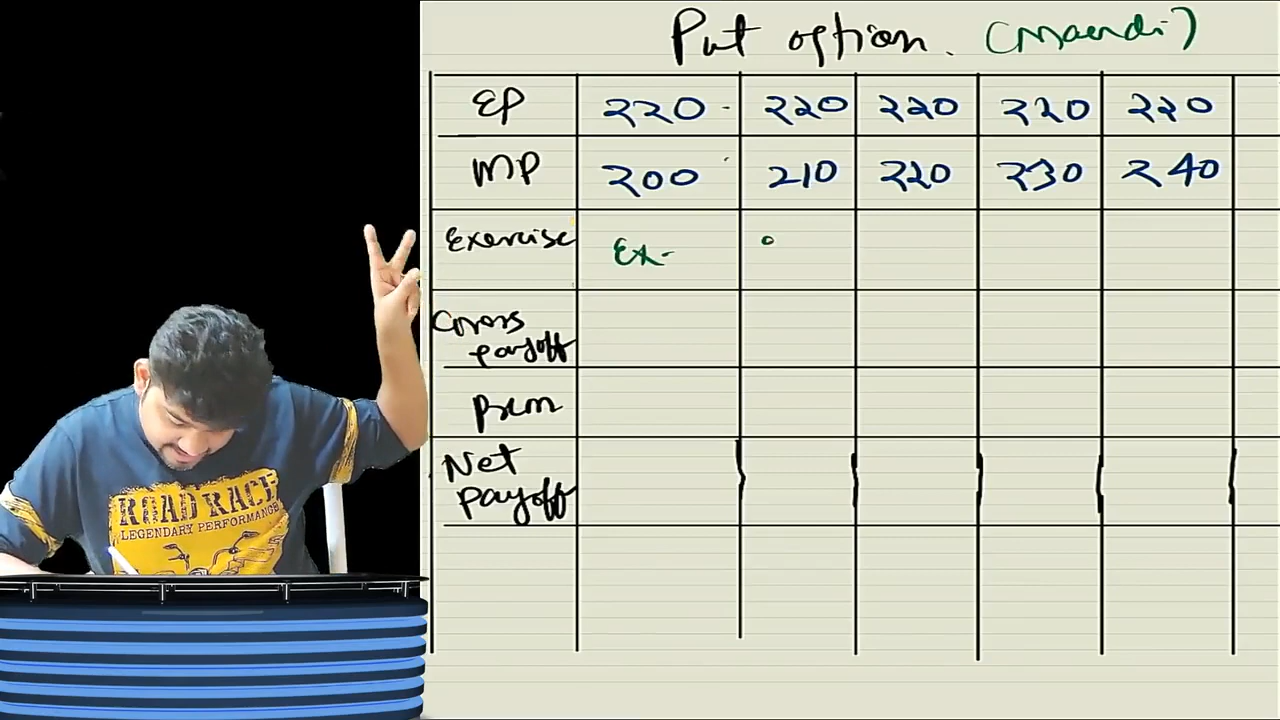 Put option. (Mandi)
EP 220 220 220 220 220
MP 200 210 220 230 240
Exercise Ex.
Gross payoff
Prem
Net payoff
ROAD RACE
LEGENDARY PERFORMANCE